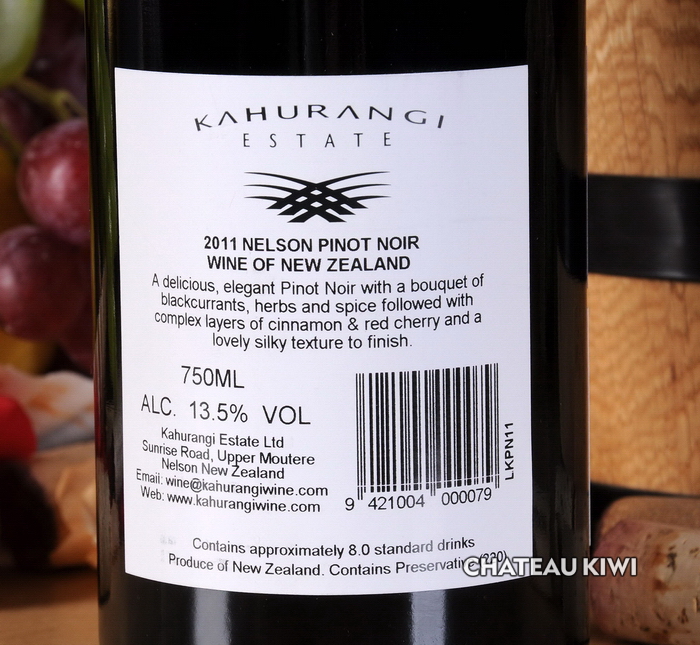 KAHURANGI
ESTATE
2011 NELSON PINOT NOIR
WINE OF NEW ZEALAND
A delicious, elegant Pinot Noir with a bouquet of
blackcurrants, herbs and spice followed with
complex layers of cinnamon & red cherry and a
lovely silky texture to finish.
750ML
ALC. 13.5% VOL
Kahurangi Estate Ltd
Sunrise Road, Upper Moutere
Nelson New Zealand
Email: wine@kahurangiwine.com
Web: www.kahurangiwine.com
LKPN11
9 421004 000079
Contains approximately 8.0 standard drinks
Produce of New Zealand. Contains Preservative (220)
CHATEAU KIWI